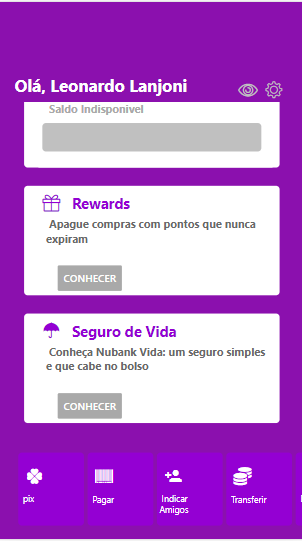 Olá, Leonardo Lanjoni
Saldo Indisponivel
Rewards
Apague compras com pontos que nunca
expiram
CONHECER
Seguro de Vida
Conheça Nubank Vida: um seguro simples
e que cabe no bolso
CONHECER
pix
Pagar
Indicar
Amigos
Transferir